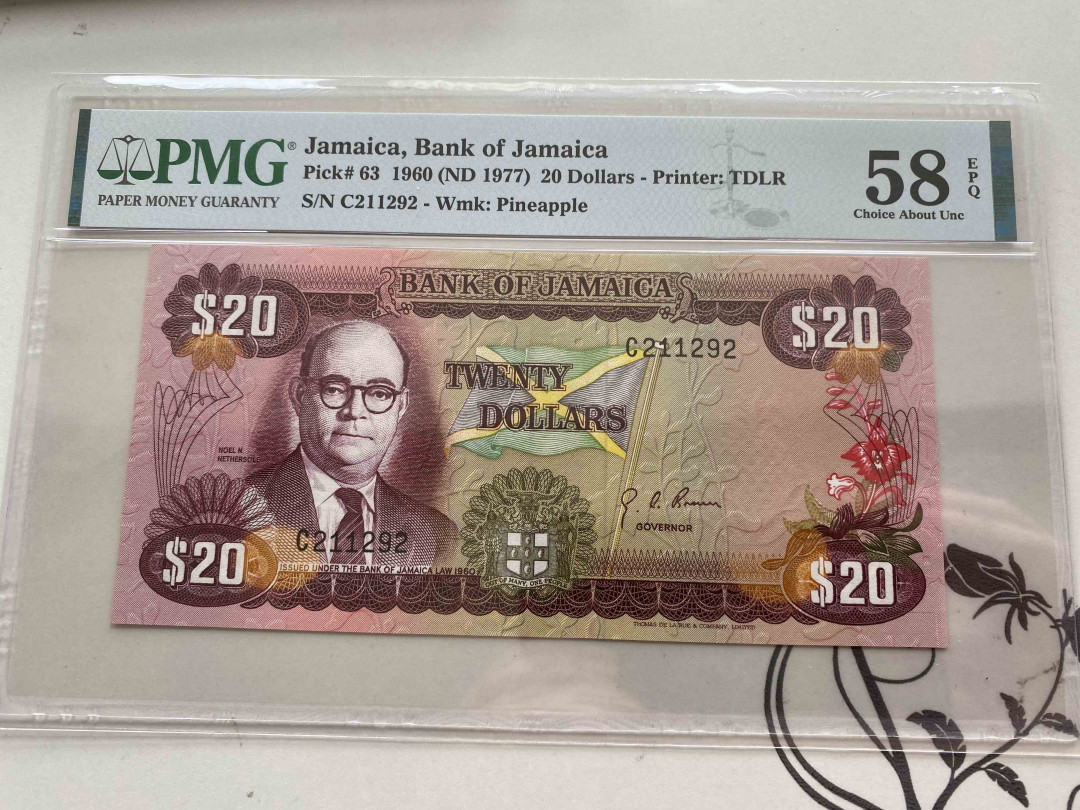 PMG®
PAPER MONEY GUARANTY
Jamaica, Bank of Jamaica
Pick# 63 1960 (ND 1977) 20 Dollars - Printer: TDLR
S/N C211292 - Wmk: Pineapple
58
EPQ
Choice About Unc
BANK OF JAMAICA
$20
$20
C211292
TWENTY
DOLLARS
NOEL N.
NETHERSOLE
GOVERNOR
C211292
$20
$20
ISSUED UNDER THE BANK OF JAMAICA LAW 1960
OUT OF MANY, ONE PEOPLE
THOMAS DE LA RUE & COMPANY, LIMITED